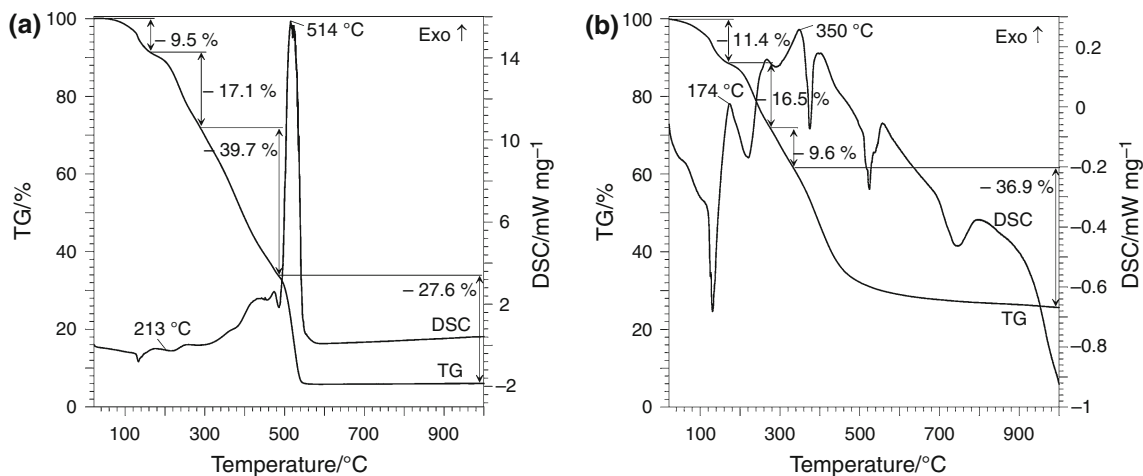 (a)
100
80
60
40
20
0
TG/%
– 9.5 %
– 17.1 %
– 39.7 %
– 27.6 %
213 °C
514 °C
Exo ↑
DSC
TG
14
10
6
2
–2
DSC/mW mg⁻¹
100 300 500 700 900
Temperature/°C
(b)
100
80
60
40
20
0
TG/%
– 11.4 %
– 16.5 %
– 9.6 %
– 36.9 %
174 °C
350 °C
Exo ↑
DSC
TG
0.3
0.2
0
–0.2
–0.4
–0.6
–0.8
–1
DSC/mW mg⁻¹
100 300 500 700 900
Temperature/°C